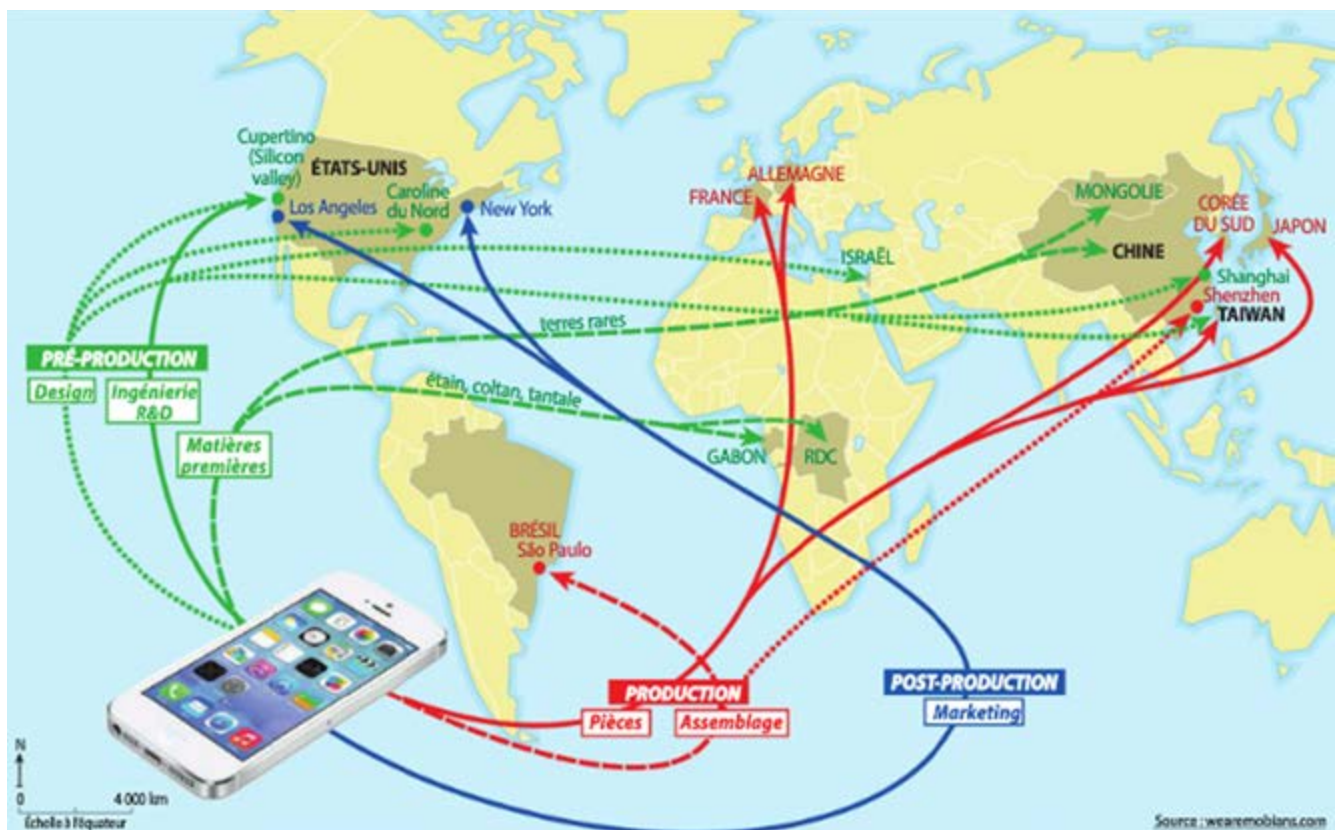 Cupertino
(Silicon
valley)
ÉTATS-UNIS
Caroline
du Nord
Los Angeles
New York
ALLEMAGNE
FRANCE
MONGOLIE
CORÉE
DU SUD
JAPON
ISRAËL
CHINE
Shanghai
Shenzhen
TAIWAN
terres rares
PRÉ-PRODUCTION
Design
Ingénierie
R&D
étain, coltan, tantale
Matières
premières
GABON
RDC
BRÉSIL
São Paulo
PRODUCTION
Pièces
Assemblage
POST-PRODUCTION
Marketing
N
0
4 000 km
Échelle à l'équateur
Source : wearemobians.com